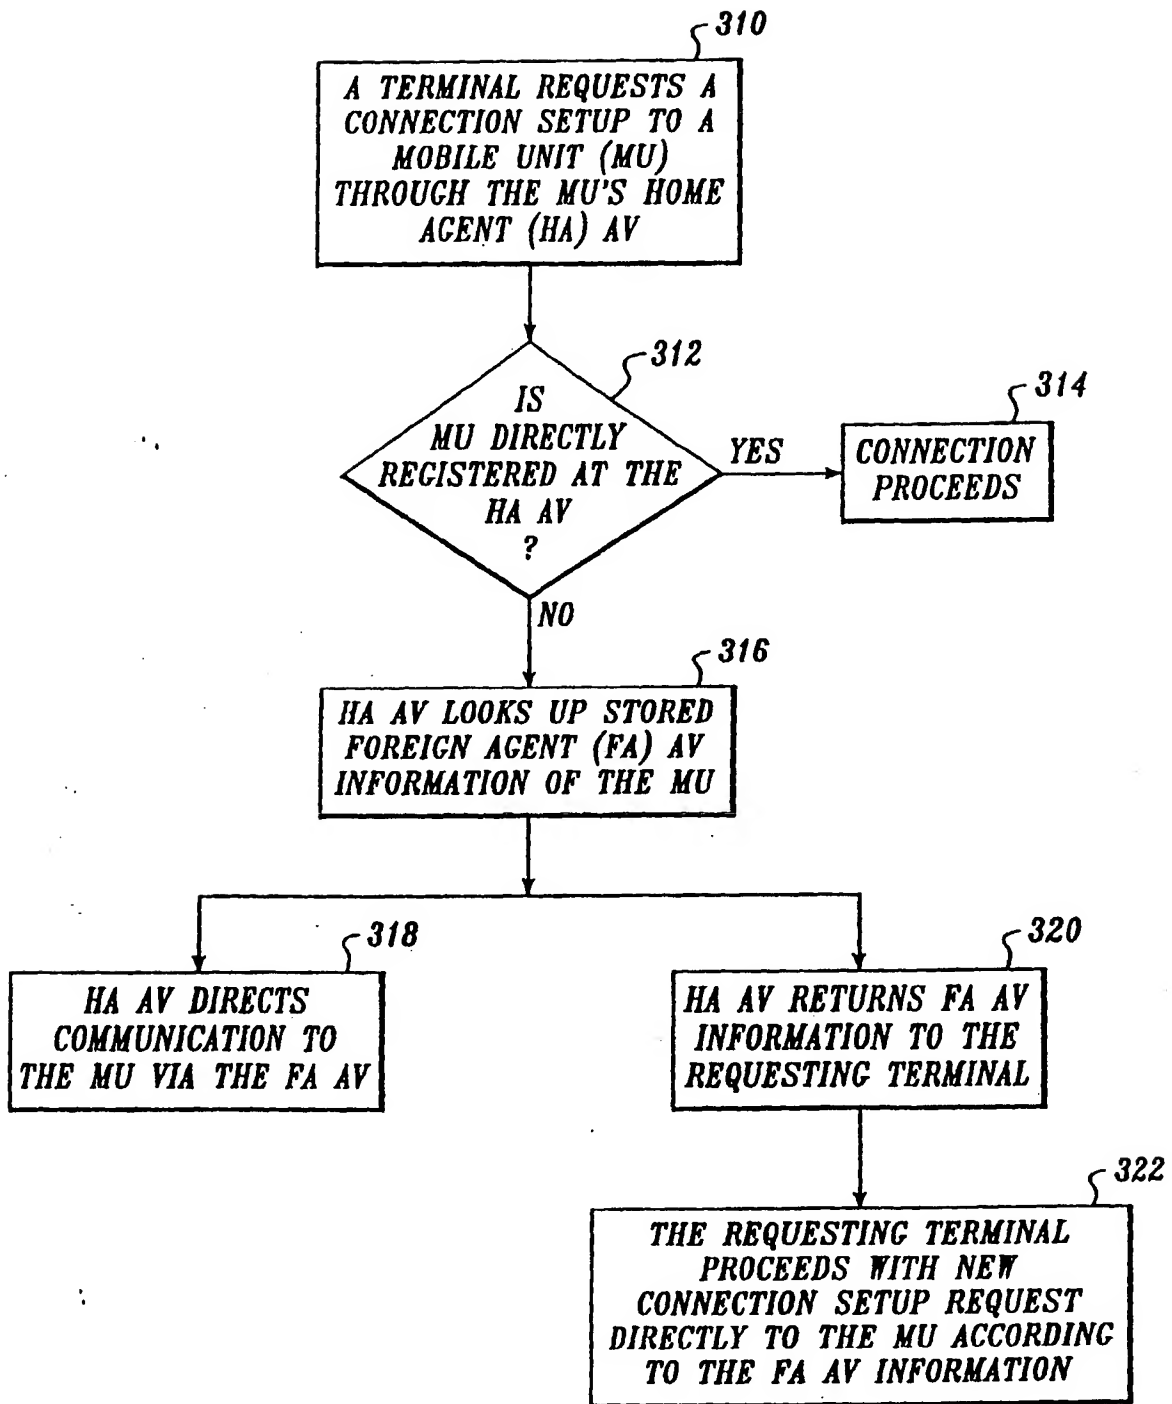 310
A TERMINAL REQUESTS A
CONNECTION SETUP TO A
MOBILE UNIT (MU)
THROUGH THE MU'S HOME
AGENT (HA) AV
312
IS
MU DIRECTLY
REGISTERED AT THE
HA AV
?
YES
314
CONNECTION
PROCEEDS
NO
316
HA AV LOOKS UP STORED
FOREIGN AGENT (FA) AV
INFORMATION OF THE MU
318
HA AV DIRECTS
COMMUNICATION TO
THE MU VIA THE FA AV
320
HA AV RETURNS FA AV
INFORMATION TO THE
REQUESTING TERMINAL
322
THE REQUESTING TERMINAL
PROCEEDS WITH NEW
CONNECTION SETUP REQUEST
DIRECTLY TO THE MU ACCORDING
TO THE FA AV INFORMATION